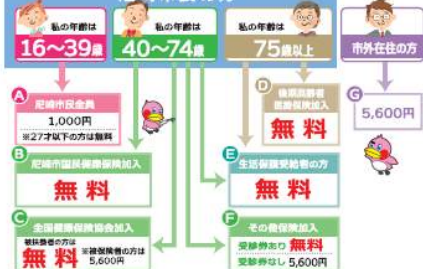 私の年齢は
16~39歳
私の年齢は
40~74歳
私の年齢は
75歳以上
市外在住の方
A
尼崎市民全員
1,000円
※27才以下の方は無料
B
尼崎市国民健康保険加入
無料
C
全国健康保険協会加入
被扶養者の方は
無料
※被保険者の方は
5,600円
D
後期高齢者
医療保険加入
無料
E
生活保護受給者の方
無料
F
その他保険加入
受診券あり 無料
受診券なし 5,600円
G
5,600円